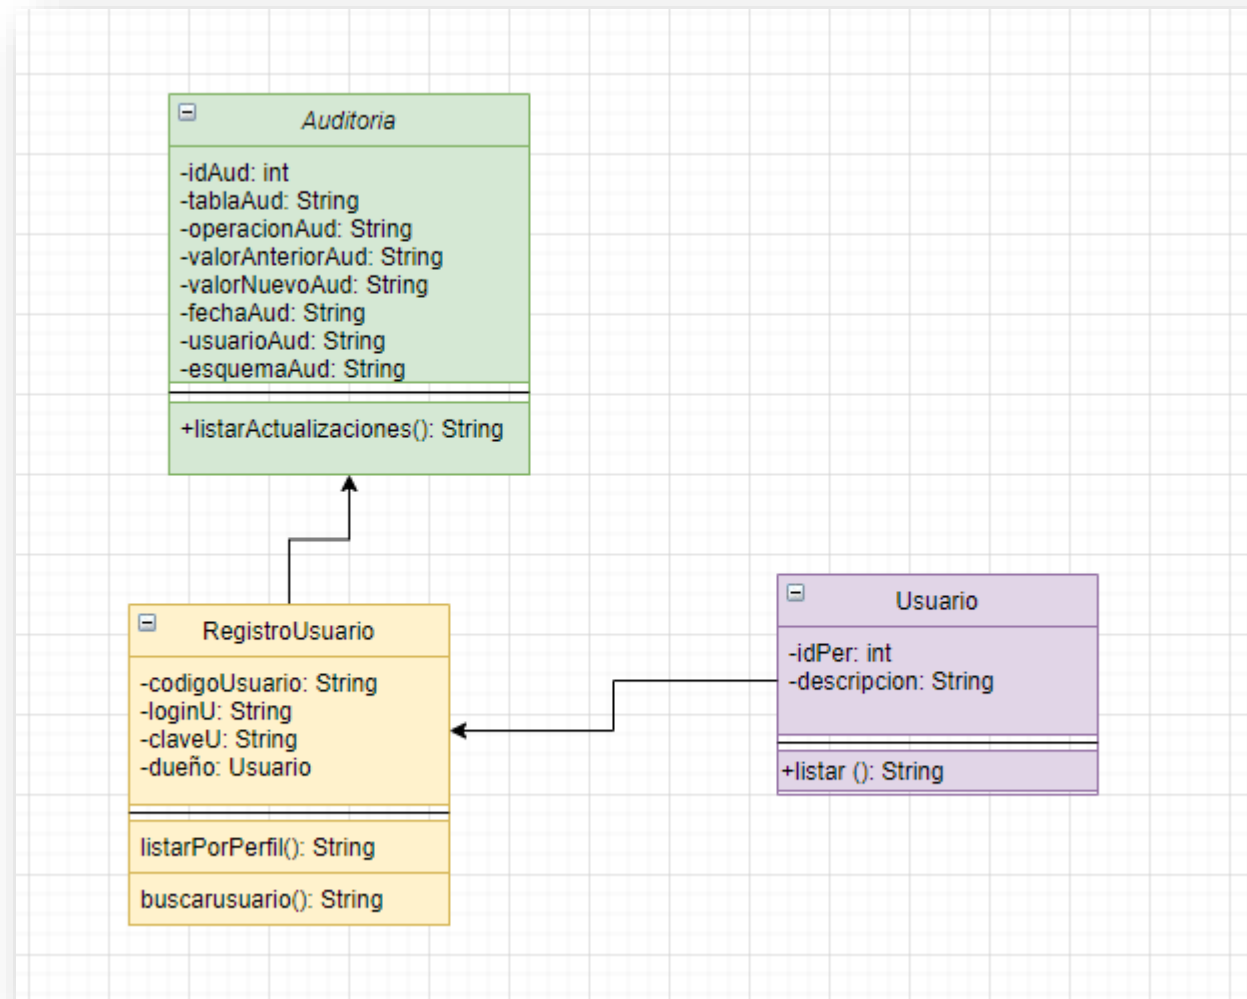 Auditoria
-idAud: int
-tablaAud: String
-operacionAud: String
-valorAnteriorAud: String
-valorNuevoAud: String
-fechaAud: String
-usuarioAud: String
-esquemaAud: String
+listarActualizaciones(): String
RegistroUsuario
-codigoUsuario: String
-loginU: String
-claveU: String
-dueño: Usuario
listarPorPerfil(): String
buscarusuario(): String
Usuario
-idPer: int
-descripcion: String
+listar (): String